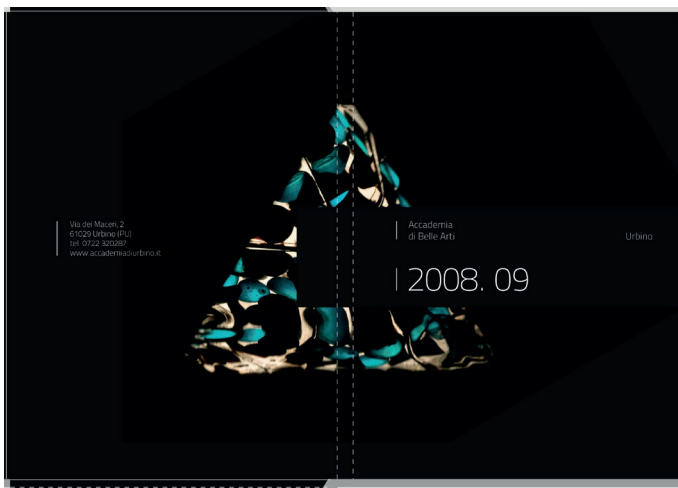 Via dei Maceri, 2
61029 Urbino (PU)
tel. 0722 320287
www.accademiadiurbino.it
Accademia
di Belle Arti
Urbino
2008. 09